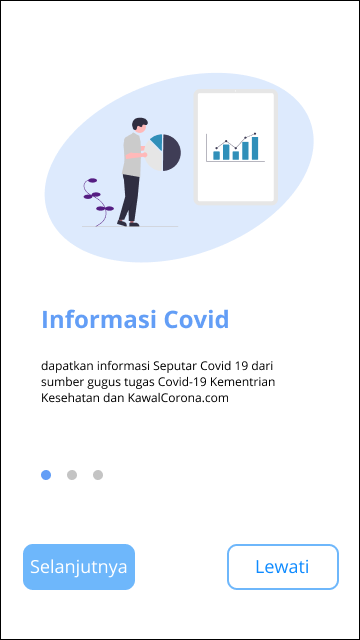 Informasi Covid
dapatkan informasi Seputar Covid 19 dari
sumber gugus tugas Covid-19 Kementrian
Kesehatan dan KawalCorona.com
Selanjutnya
Lewati